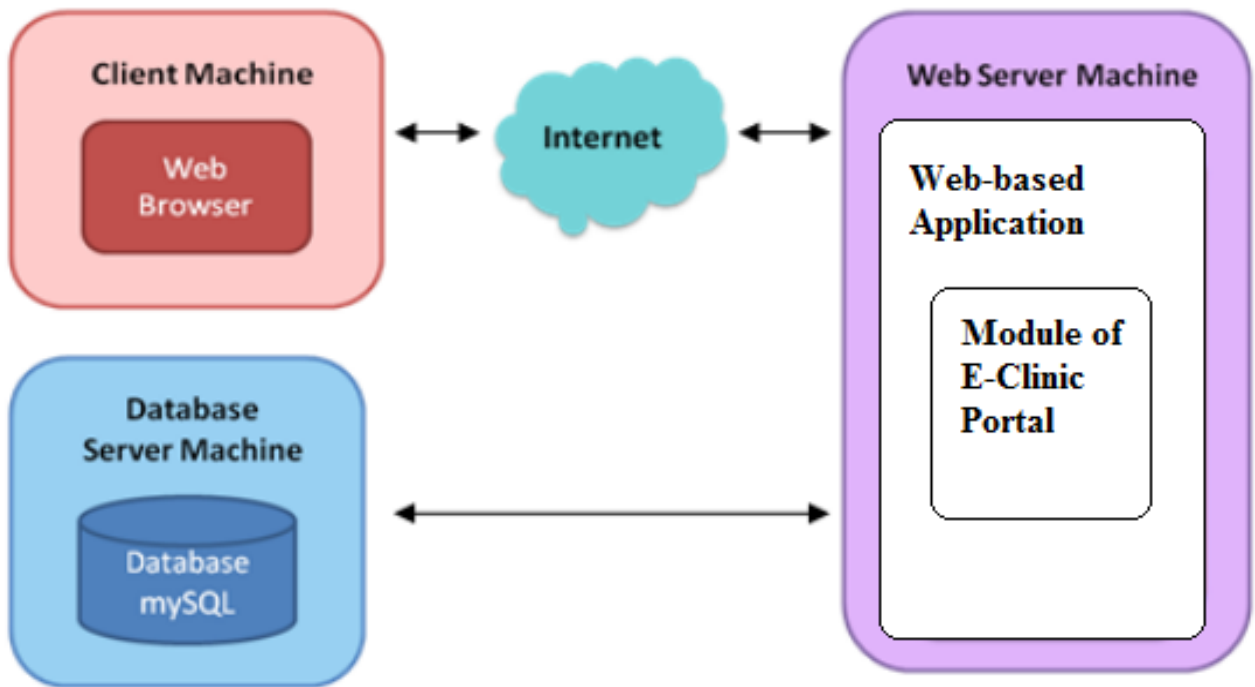 Client Machine
Web
Browser
Internet
Web Server Machine
Web-based
Application
Module of
E-Clinic
Portal
Database
Server Machine
Database
mySQL